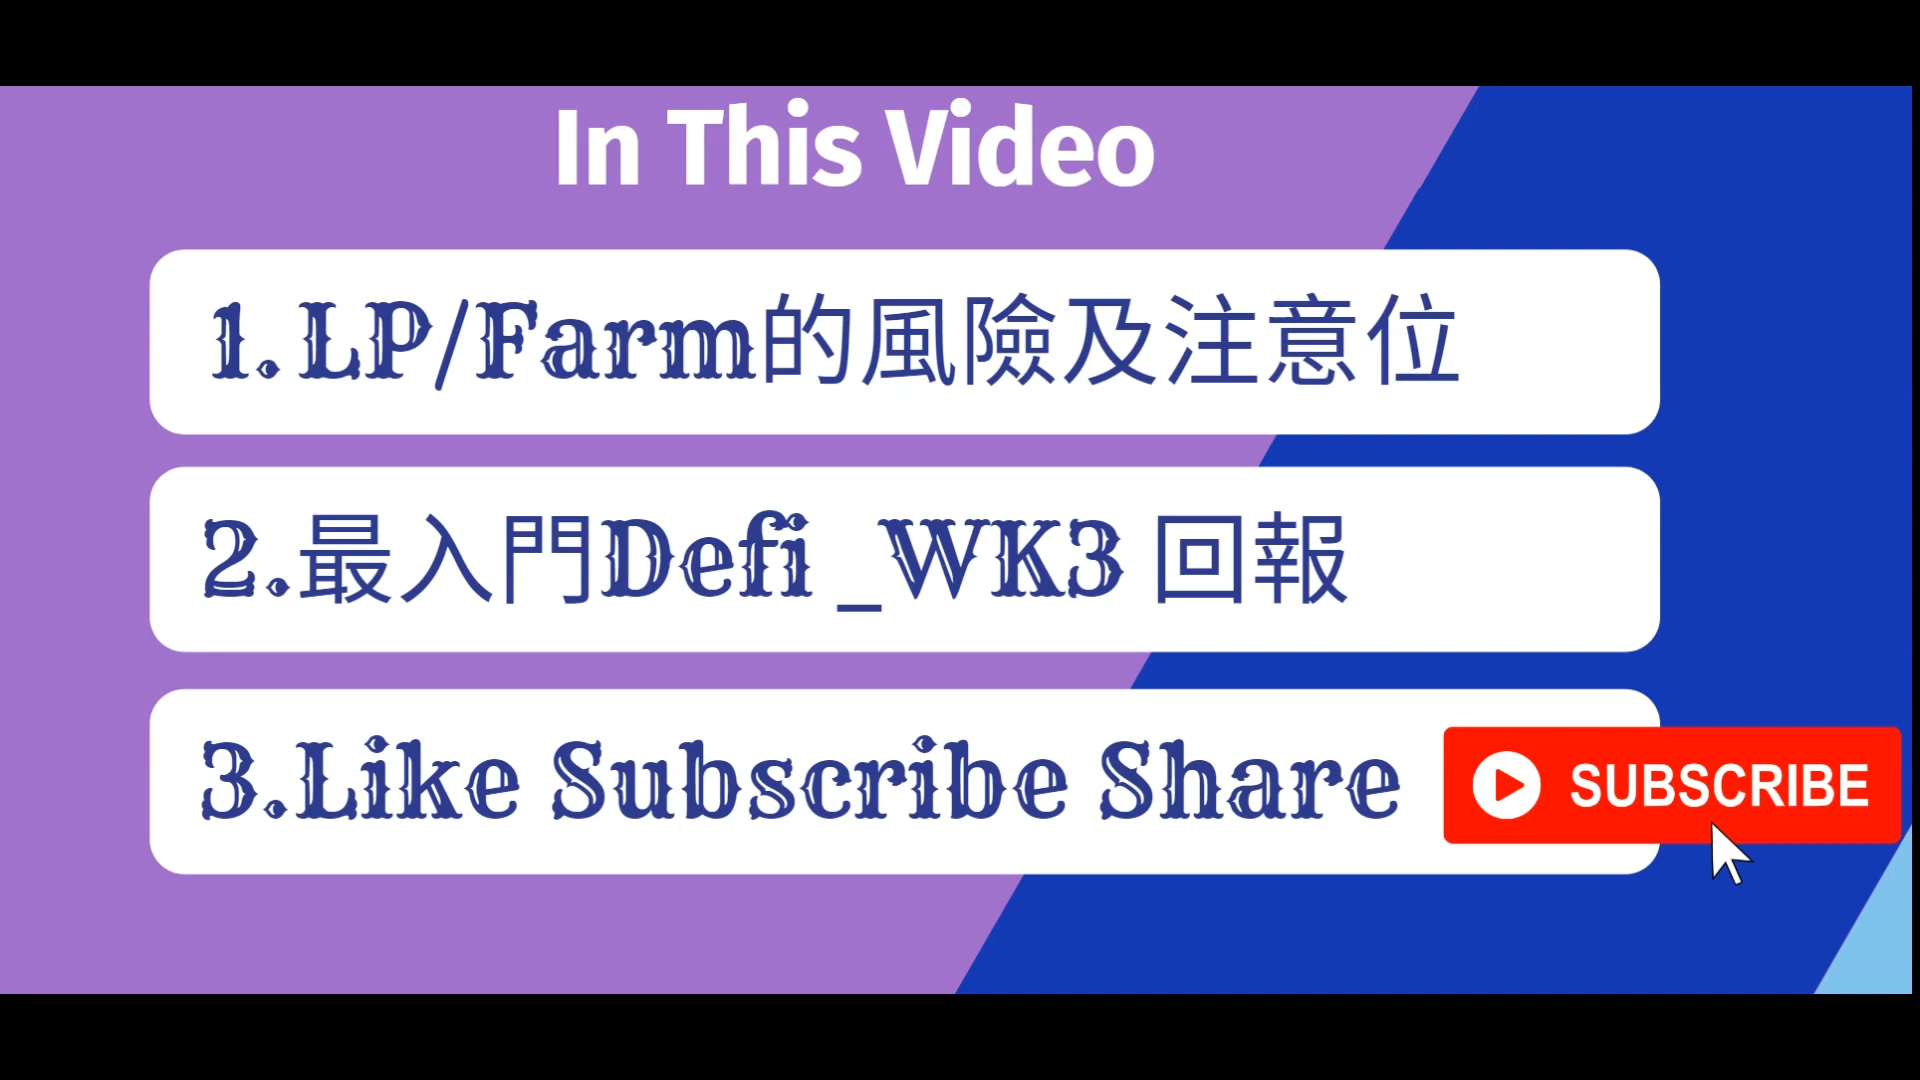 In This Video
1.LP/Farm的風險及注意位
2.最入門Defi _WK3 回報
3.Like Subscribe Share
SUBSCRIBE